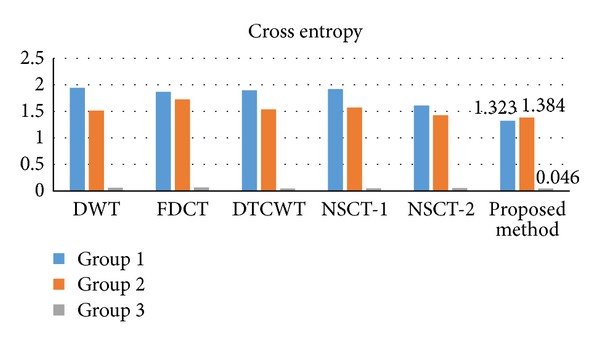 Cross entropy
2.5
2
1.5
1
0.5
0
1.323 1.384
0.046
DWT FDCT DTCWT NSCT-1 NSCT-2 Proposed method
Group 1
Group 2
Group 3